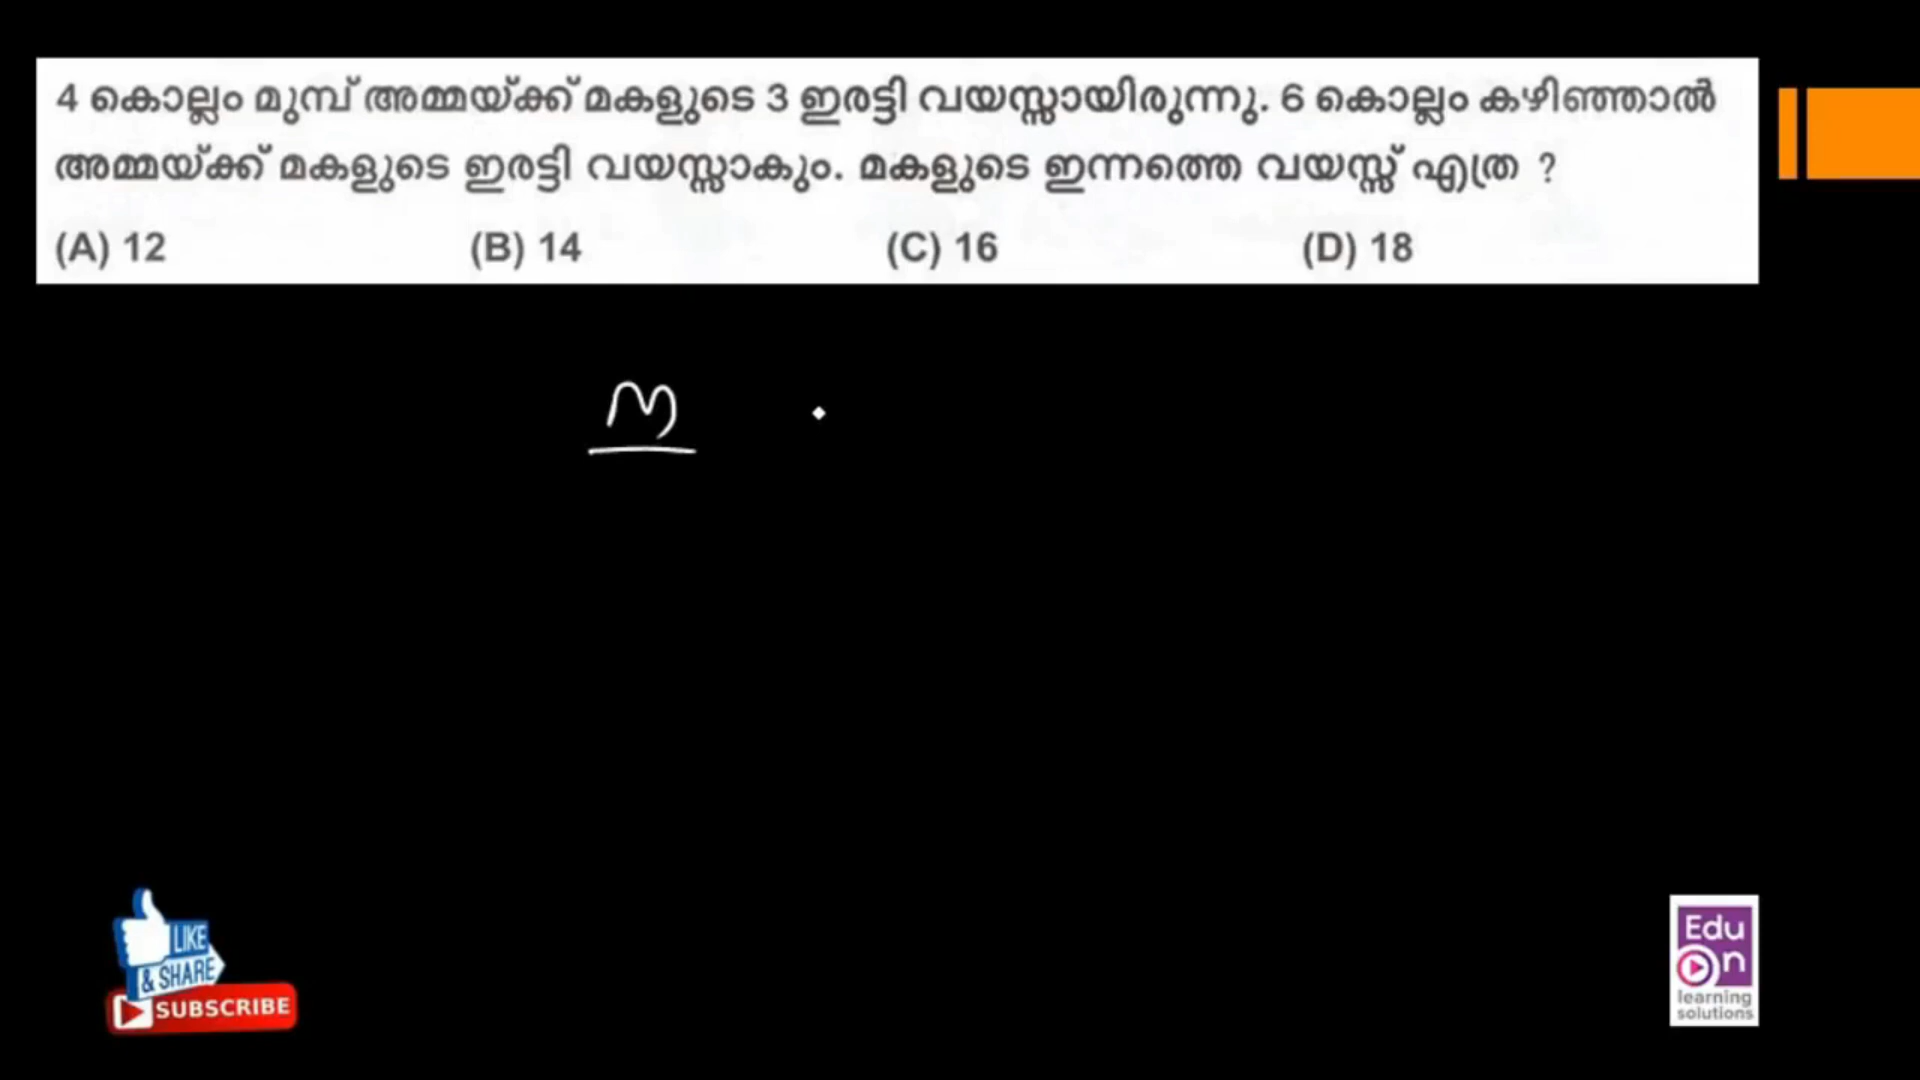 4 കൊല്ലം മുമ്പ് അമ്മയ്ക്ക് മകളുടെ 3 ഇരട്ടി വയസ്സായിരുന്നു. 6 കൊല്ലം കഴിഞ്ഞാൽ
അമ്മയ്ക്ക് മകളുടെ ഇരട്ടി വയസ്സാകും. മകളുടെ ഇന്നത്തെ വയസ്സ് എത്ര ?
(A) 12 (B) 14 (C) 16 (D) 18
M
LIKE
& SHARE
SUBSCRIBE
Edu
On
learning
solutions